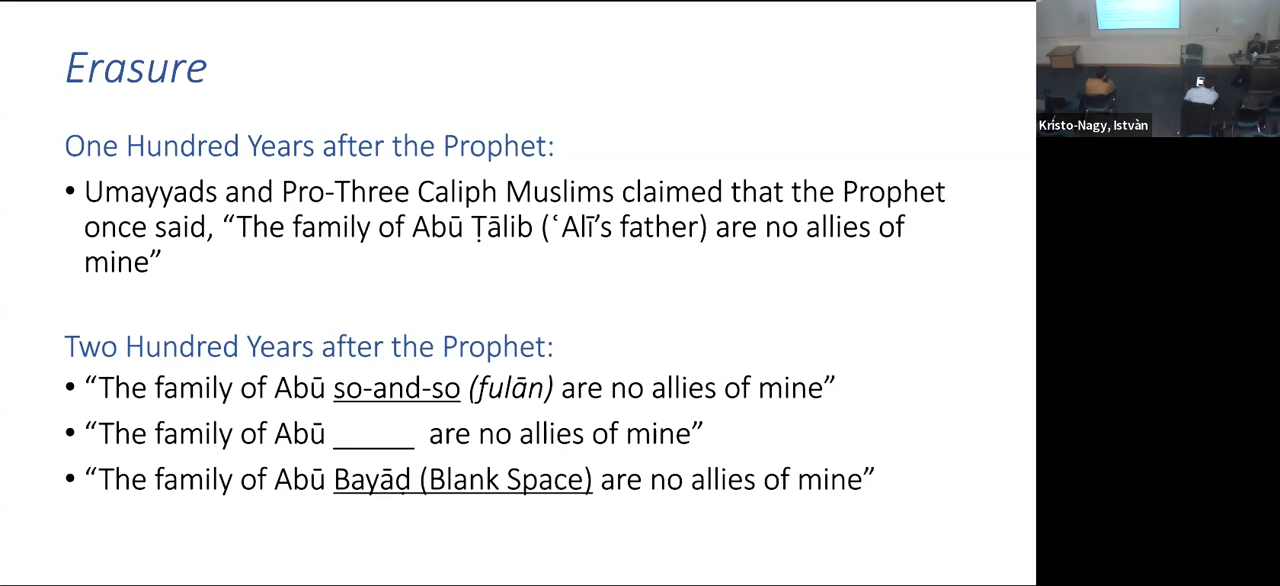 Erasure
One Hundred Years after the Prophet:
• Umayyads and Pro-Three Caliph Muslims claimed that the Prophet
once said, “The family of Abū Ṭālib (ʿAlī’s father) are no allies of
mine”
Two Hundred Years after the Prophet:
• “The family of Abū so-and-so (fulān) are no allies of mine”
• “The family of Abū _____ are no allies of mine”
• “The family of Abū Bayāḍ (Blank Space) are no allies of mine”
Kristo-Nagy, Istvàn